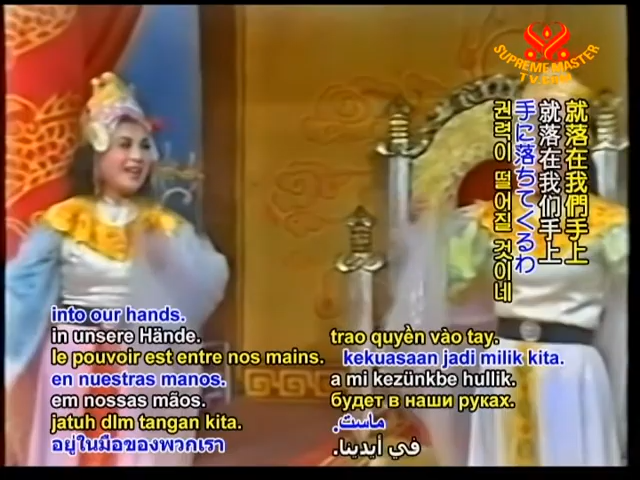 SUPREME MASTER
TV.COM
就落在我們手上
就落在我们手上
手に落ちてくるわ
권력이 떨어질 것이네
into our hands.
in unsere Hände.
le pouvoir est entre nos mains.
en nuestras manos.
em nossas mãos.
jatuh dlm tangan kita.
อยู่ในมือของพวกเรา
trao quyền vào tay.
kekuasaan jadi milik kita.
a mi kezünkbe hullik.
будет в наши руках.
ماست.
في أيدينا.